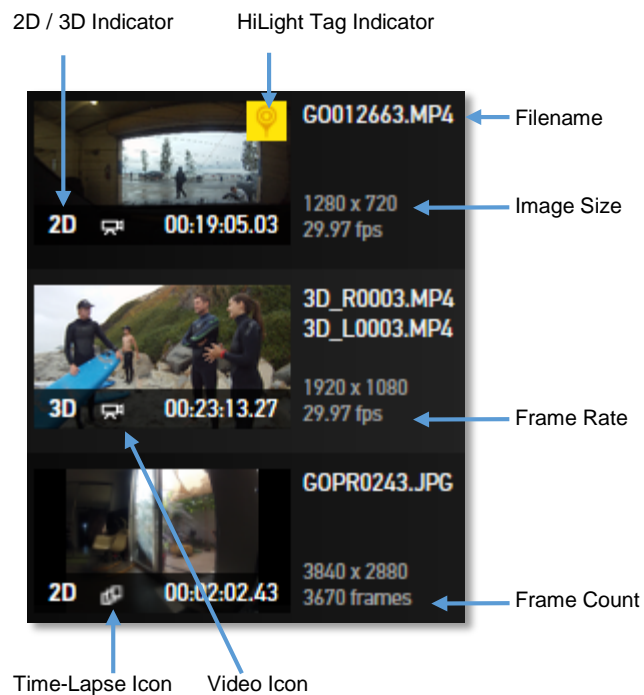 2D / 3D Indicator
HiLight Tag Indicator
GO012663.MP4
Filename
1280 x 720
Image Size
29.97 fps
2D
00:19:05.03
3D_R0003.MP4
3D_L0003.MP4
1920 x 1080
29.97 fps
Frame Rate
3D
00:23:13.27
GOPR0243.JPG
3840 x 2880
3670 frames
Frame Count
2D
00:02:02.43
Time-Lapse Icon
Video Icon